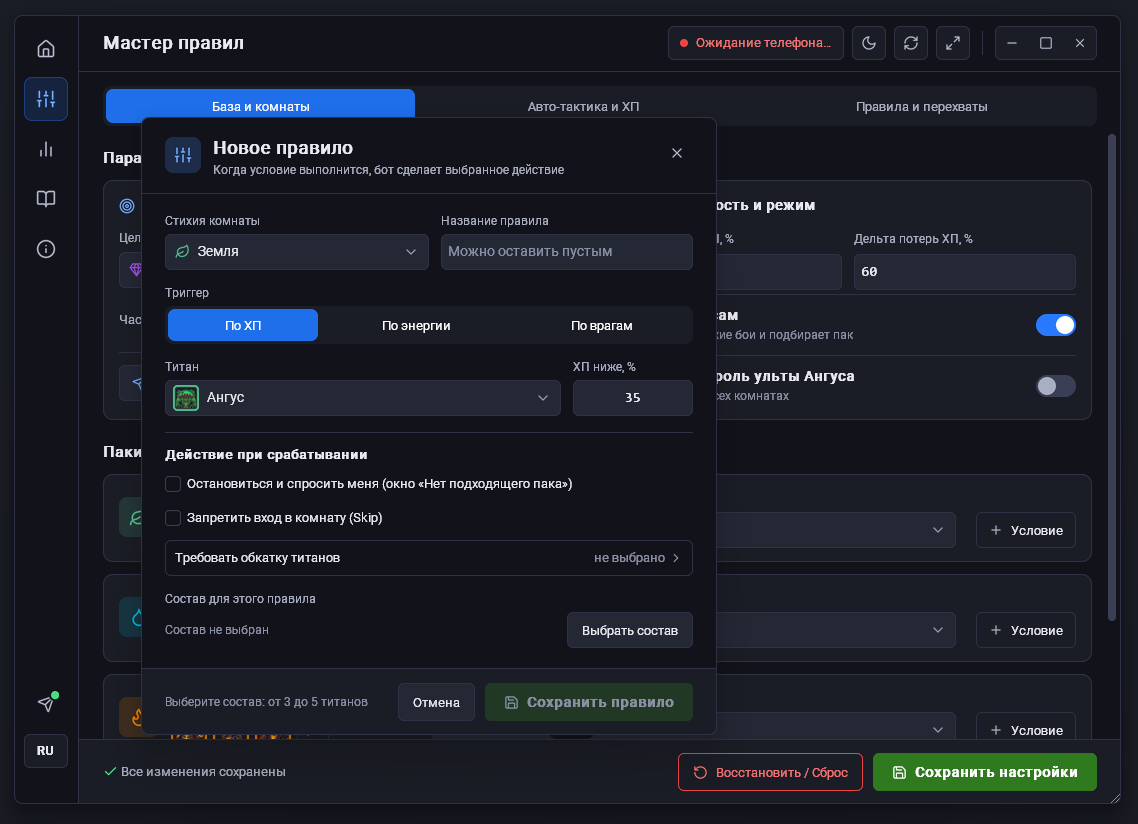 Мастер правил
Ожидание телефона...
База и комнаты
Авто-тактика и ХП
Правила и перехваты
Новое правило
Когда условие выполнится, бот сделает выбранное действие
Стихия комнаты
Название правила
Земля
Можно оставить пустым
Триггер
По ХП
По энергии
По врагам
Титан
ХП ниже, %
Ангус
35
Действие при срабатывании
Остановиться и спросить меня (окно «Нет подходящего пака»)
Запретить вход в комнату (Skip)
Требовать обкатку титанов
не выбрано
Состав для этого правила
Состав не выбран
Выбрать состав
Выберите состав: от 3 до 5 титанов
Отмена
Сохранить правило
Пара
ость и режим
Цел
, %
Дельта потерь ХП, %
60
Час
сам
кие бои и подбирает пак
роль ульты Ангуса
сех комнатах
Паки
Условие
Условие
Условие
RU
Все изменения сохранены
Восстановить / Сброс
Сохранить настройки